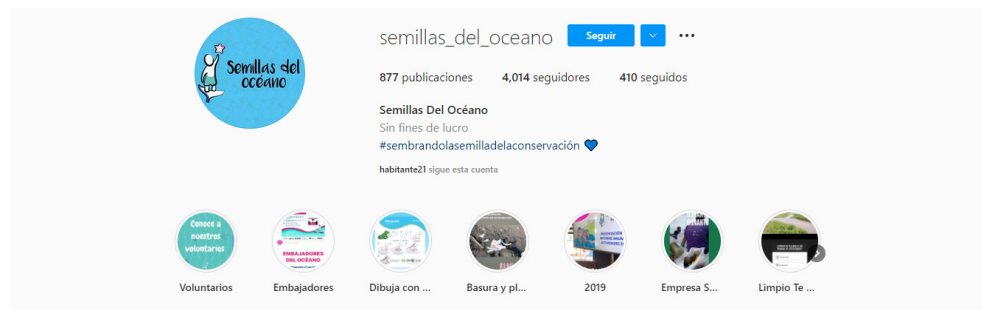 semillas_del_oceano Seguir
Semillas del
océano
877 publicaciones 4,014 seguidores 410 seguidos
Semillas Del Océano
Sin fines de lucro
#sembrandolasemilladelaconservación 💙
habitante21 sigue esta cuenta
Conoce a
nuestros
voluntarios
EMBAJADORES
DEL OCÉANO
Voluntarios Embajadores Dibuja con ... Basura y pl... 2019 Empresa S... Limpio Te ...